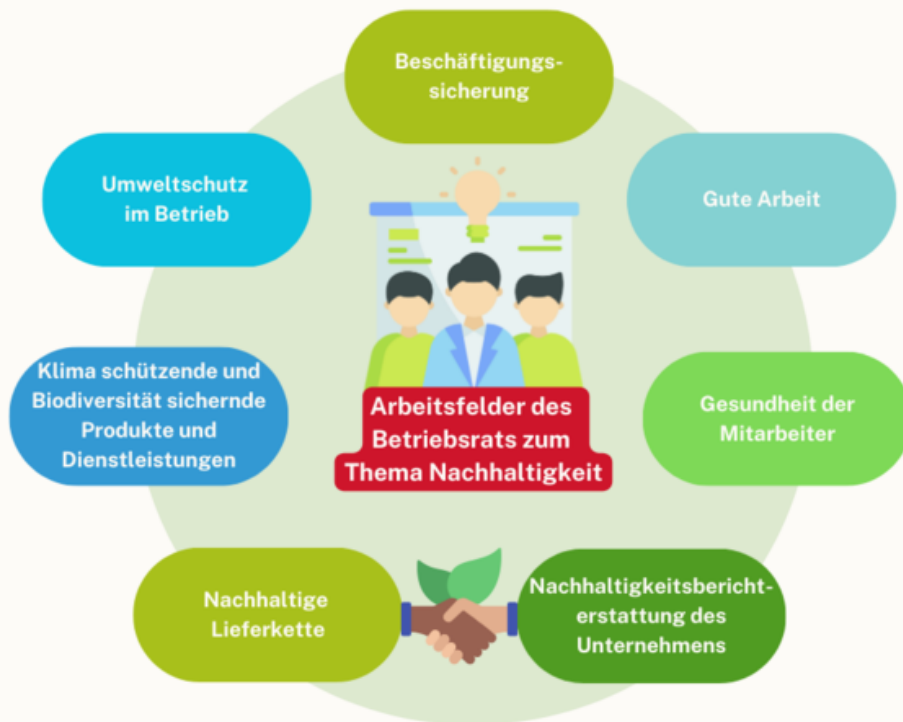 Beschäftigungs-
sicherung
Umweltschutz
im Betrieb
Gute Arbeit
Klima schützende und
Biodiversität sichernde
Produkte und
Dienstleistungen
Arbeitsfelder des
Betriebsrats zum
Thema Nachhaltigkeit
Gesundheit der
Mitarbeiter
Nachhaltige
Lieferkette
Nachhaltigkeitsbericht-
erstattung des
Unternehmens